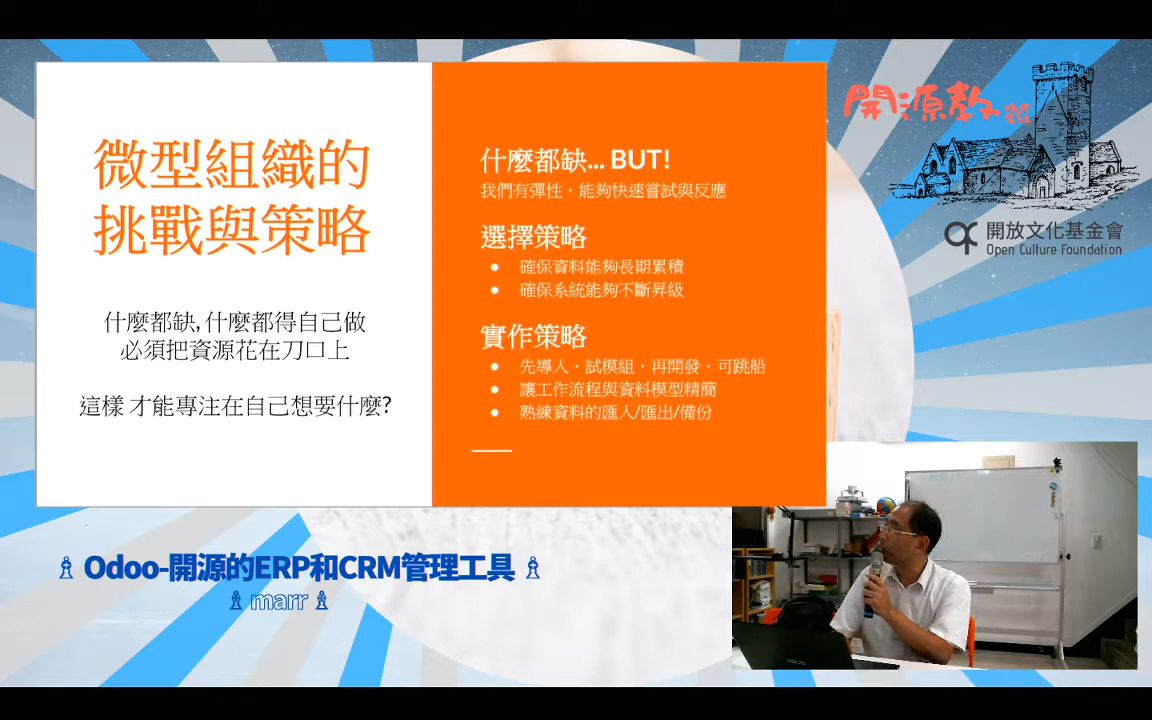 微型組織的
挑戰與策略
什麼都缺, 什麼都得自己做
必須把資源花在刀口上
這樣 才能專注在自己想要什麼?
什麼都缺... BUT!
我們有彈性，能夠快速嘗試與反應
選擇策略
● 確保資料能夠長期累積
● 確保系統能夠不斷昇級
實作策略
● 先導入，試模組，再開發，可跳船
● 讓工作流程與資料模型精簡
● 熟練資料的匯入/匯出/備份
開源教
開放文化基金會
Open Culture Foundation
Odoo-開源的ERP和CRM管理工具
marr
ASUS